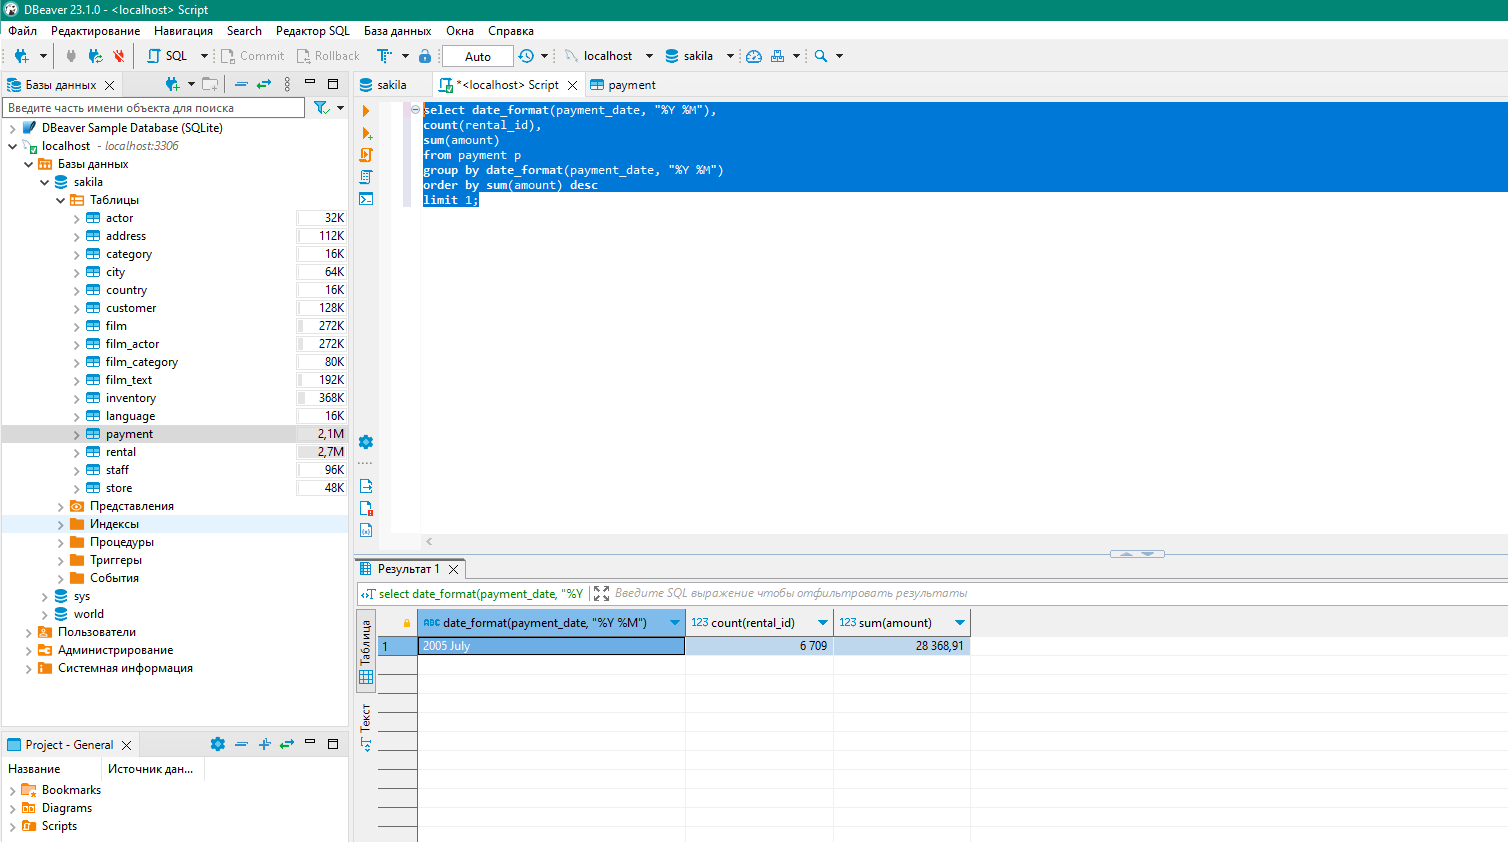 DBeaver 23.1.0 - <localhost> Script
Файл Редактирование Навигация Search Редактор SQL База данных Окна Справка
SQL Commit Rollback Auto localhost sakila
Базы данных
sakila *<localhost> Script payment
Введите часть имени объекта для поиска
DBeaver Sample Database (SQLite)
localhost - localhost:3306
Базы данных
sakila
Таблицы
actor 32K
address 112K
category 16K
city 64K
country 16K
customer 128K
film 272K
film_actor 272K
film_category 80K
film_text 192K
inventory 368K
language 16K
payment 2,1M
rental 2,7M
staff 96K
store 48K
Представления
Индексы
Процедуры
Триггеры
События
sys
world
Пользователи
Администрирование
Системная информация
Project - General
Название Источник дан...
Bookmarks
Diagrams
Scripts
select date_format(payment_date, "%Y %M"),
count(rental_id),
sum(amount)
from payment p
group by date_format(payment_date, "%Y %M")
order by sum(amount) desc
limit 1;
Результат 1
select date_format(payment_date, "%Y Введите SQL выражение чтобы отфильтровать результаты
Таблица
Текст
ABC date_format(payment_date, "%Y %M") 123 count(rental_id) 123 sum(amount)
1 2005 July 6 709 28 368,91